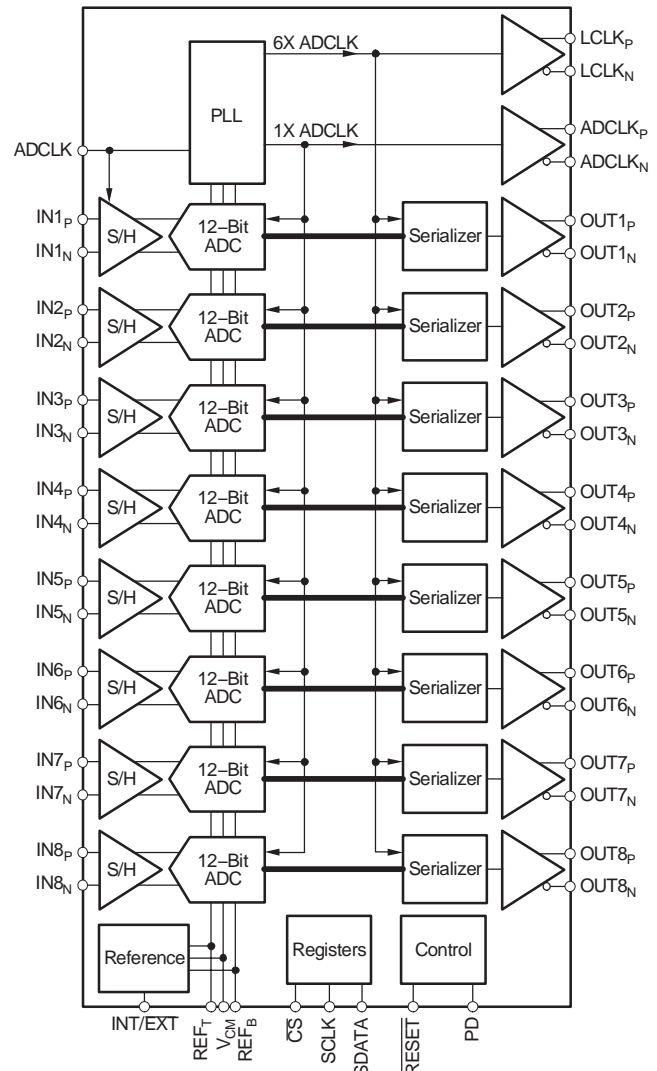 6X ADCLK
LCLKP
LCLKN
PLL
1X ADCLK
ADCLKP
ADCLKN
ADCLK
IN1P
IN1N
S/H
12–Bit
ADC
Serializer
OUT1P
OUT1N
IN2P
IN2N
S/H
12–Bit
ADC
Serializer
OUT2P
OUT2N
IN3P
IN3N
S/H
12–Bit
ADC
Serializer
OUT3P
OUT3N
IN4P
IN4N
S/H
12–Bit
ADC
Serializer
OUT4P
OUT4N
IN5P
IN5N
S/H
12–Bit
ADC
Serializer
OUT5P
OUT5N
IN6P
IN6N
S/H
12–Bit
ADC
Serializer
OUT6P
OUT6N
IN7P
IN7N
S/H
12–Bit
ADC
Serializer
OUT7P
OUT7N
IN8P
IN8N
S/H
12–Bit
ADC
Serializer
OUT8P
OUT8N
Reference
Registers
Control
INT/EXT
REFT
VCM
REFB
CS
SCLK
SDATA
RESET
PD